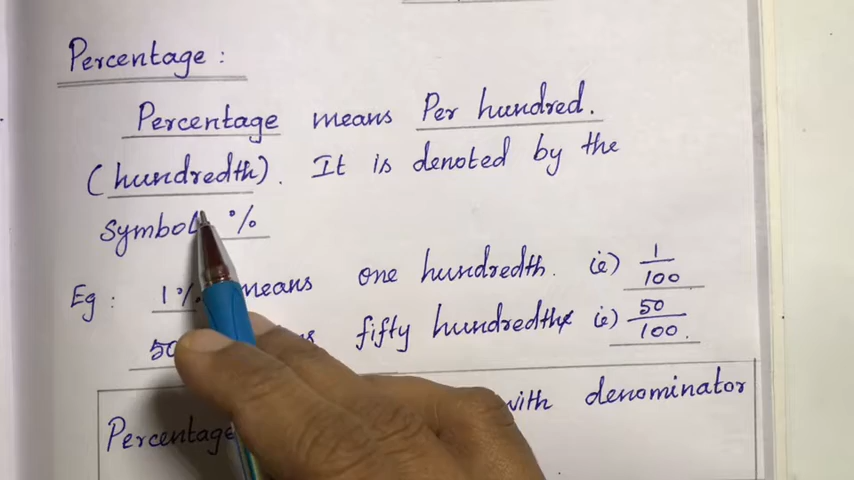 Percentage :
Percentage means Per hundred.
(hundredth). It is denoted by the
symbol %
Eg : 1% means one hundredth. ie) 1/100
50 fifty hundredth ie) 50/100.
Percentage with denominator